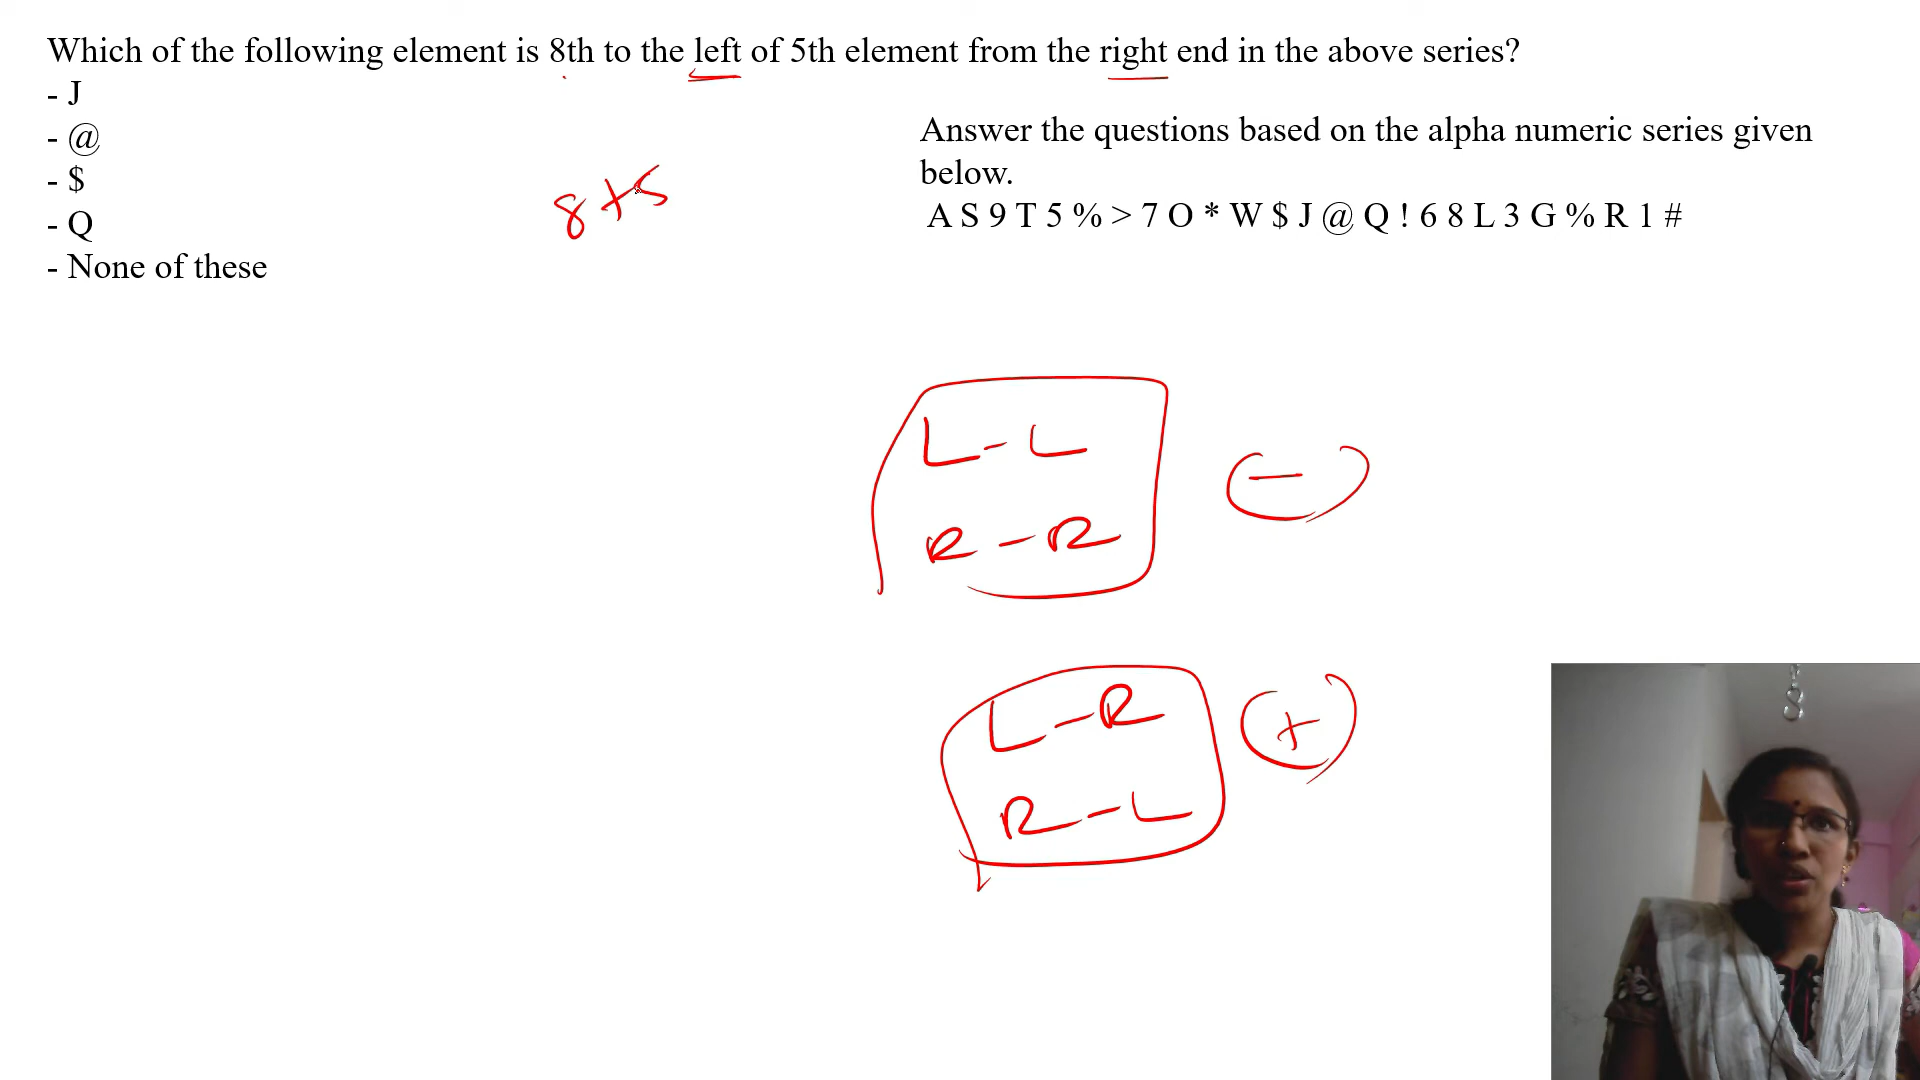 Which of the following element is 8th to the left of 5th element from the right end in the above series?
- J
- @
- $
- Q
- None of these
Answer the questions based on the alpha numeric series given
below.
A S 9 T 5 % > 7 O * W $ J @ Q ! 6 8 L 3 G % R 1 #
8 + 5
L - L
R - R
(-)
L - R
R - L
(+)